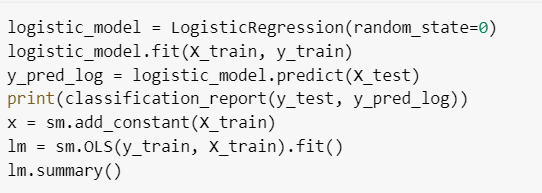 logistic_model = LogisticRegression(random_state=0)
logistic_model.fit(X_train, y_train)
y_pred_log = logistic_model.predict(X_test)
print(classification_report(y_test, y_pred_log))
x = sm.add_constant(X_train)
lm = sm.OLS(y_train, X_train).fit()
lm.summary()